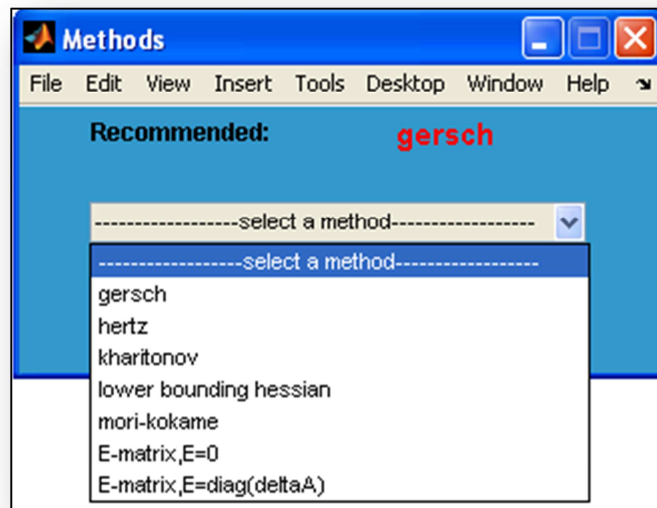 Methods
File Edit View Insert Tools Desktop Window Help
Recommended: gersch
------------------select a method------------------
------------------select a method------------------
gersch
hertz
kharitonov
lower bounding hessian
mori-kokame
E-matrix,E=0
E-matrix,E=diag(deltaA)